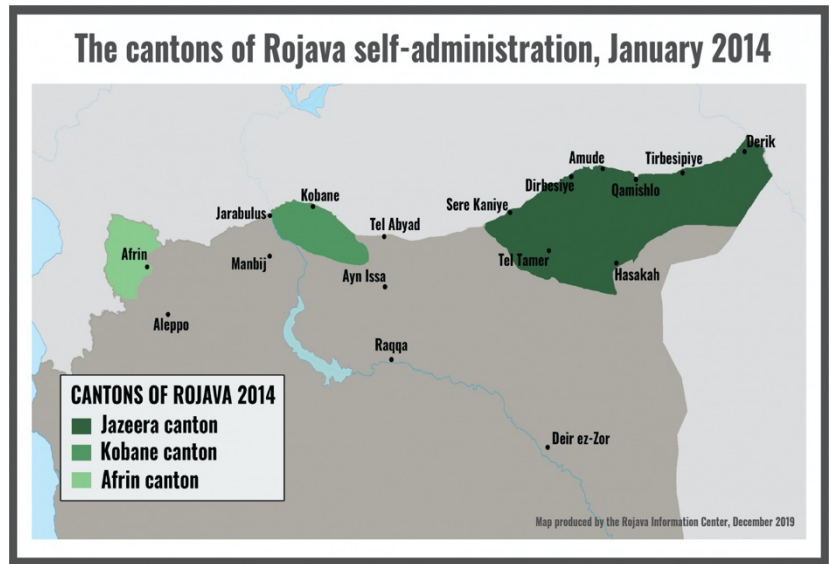 The cantons of Rojava self-administration, January 2014
Derik
Amude
Tirbesipiye
Dirbesiye
Qamishlo
Kobane
Sere Kaniye
Jarabulus
Tel Abyad
Afrin
Manbij
Tel Tamer
Ayn Issa
Hasakah
Aleppo
Raqqa
CANTONS OF ROJAVA 2014
Jazeera canton
Kobane canton
Afrin canton
Deir ez-Zor
Map produced by the Rojava Information Center, December 2019